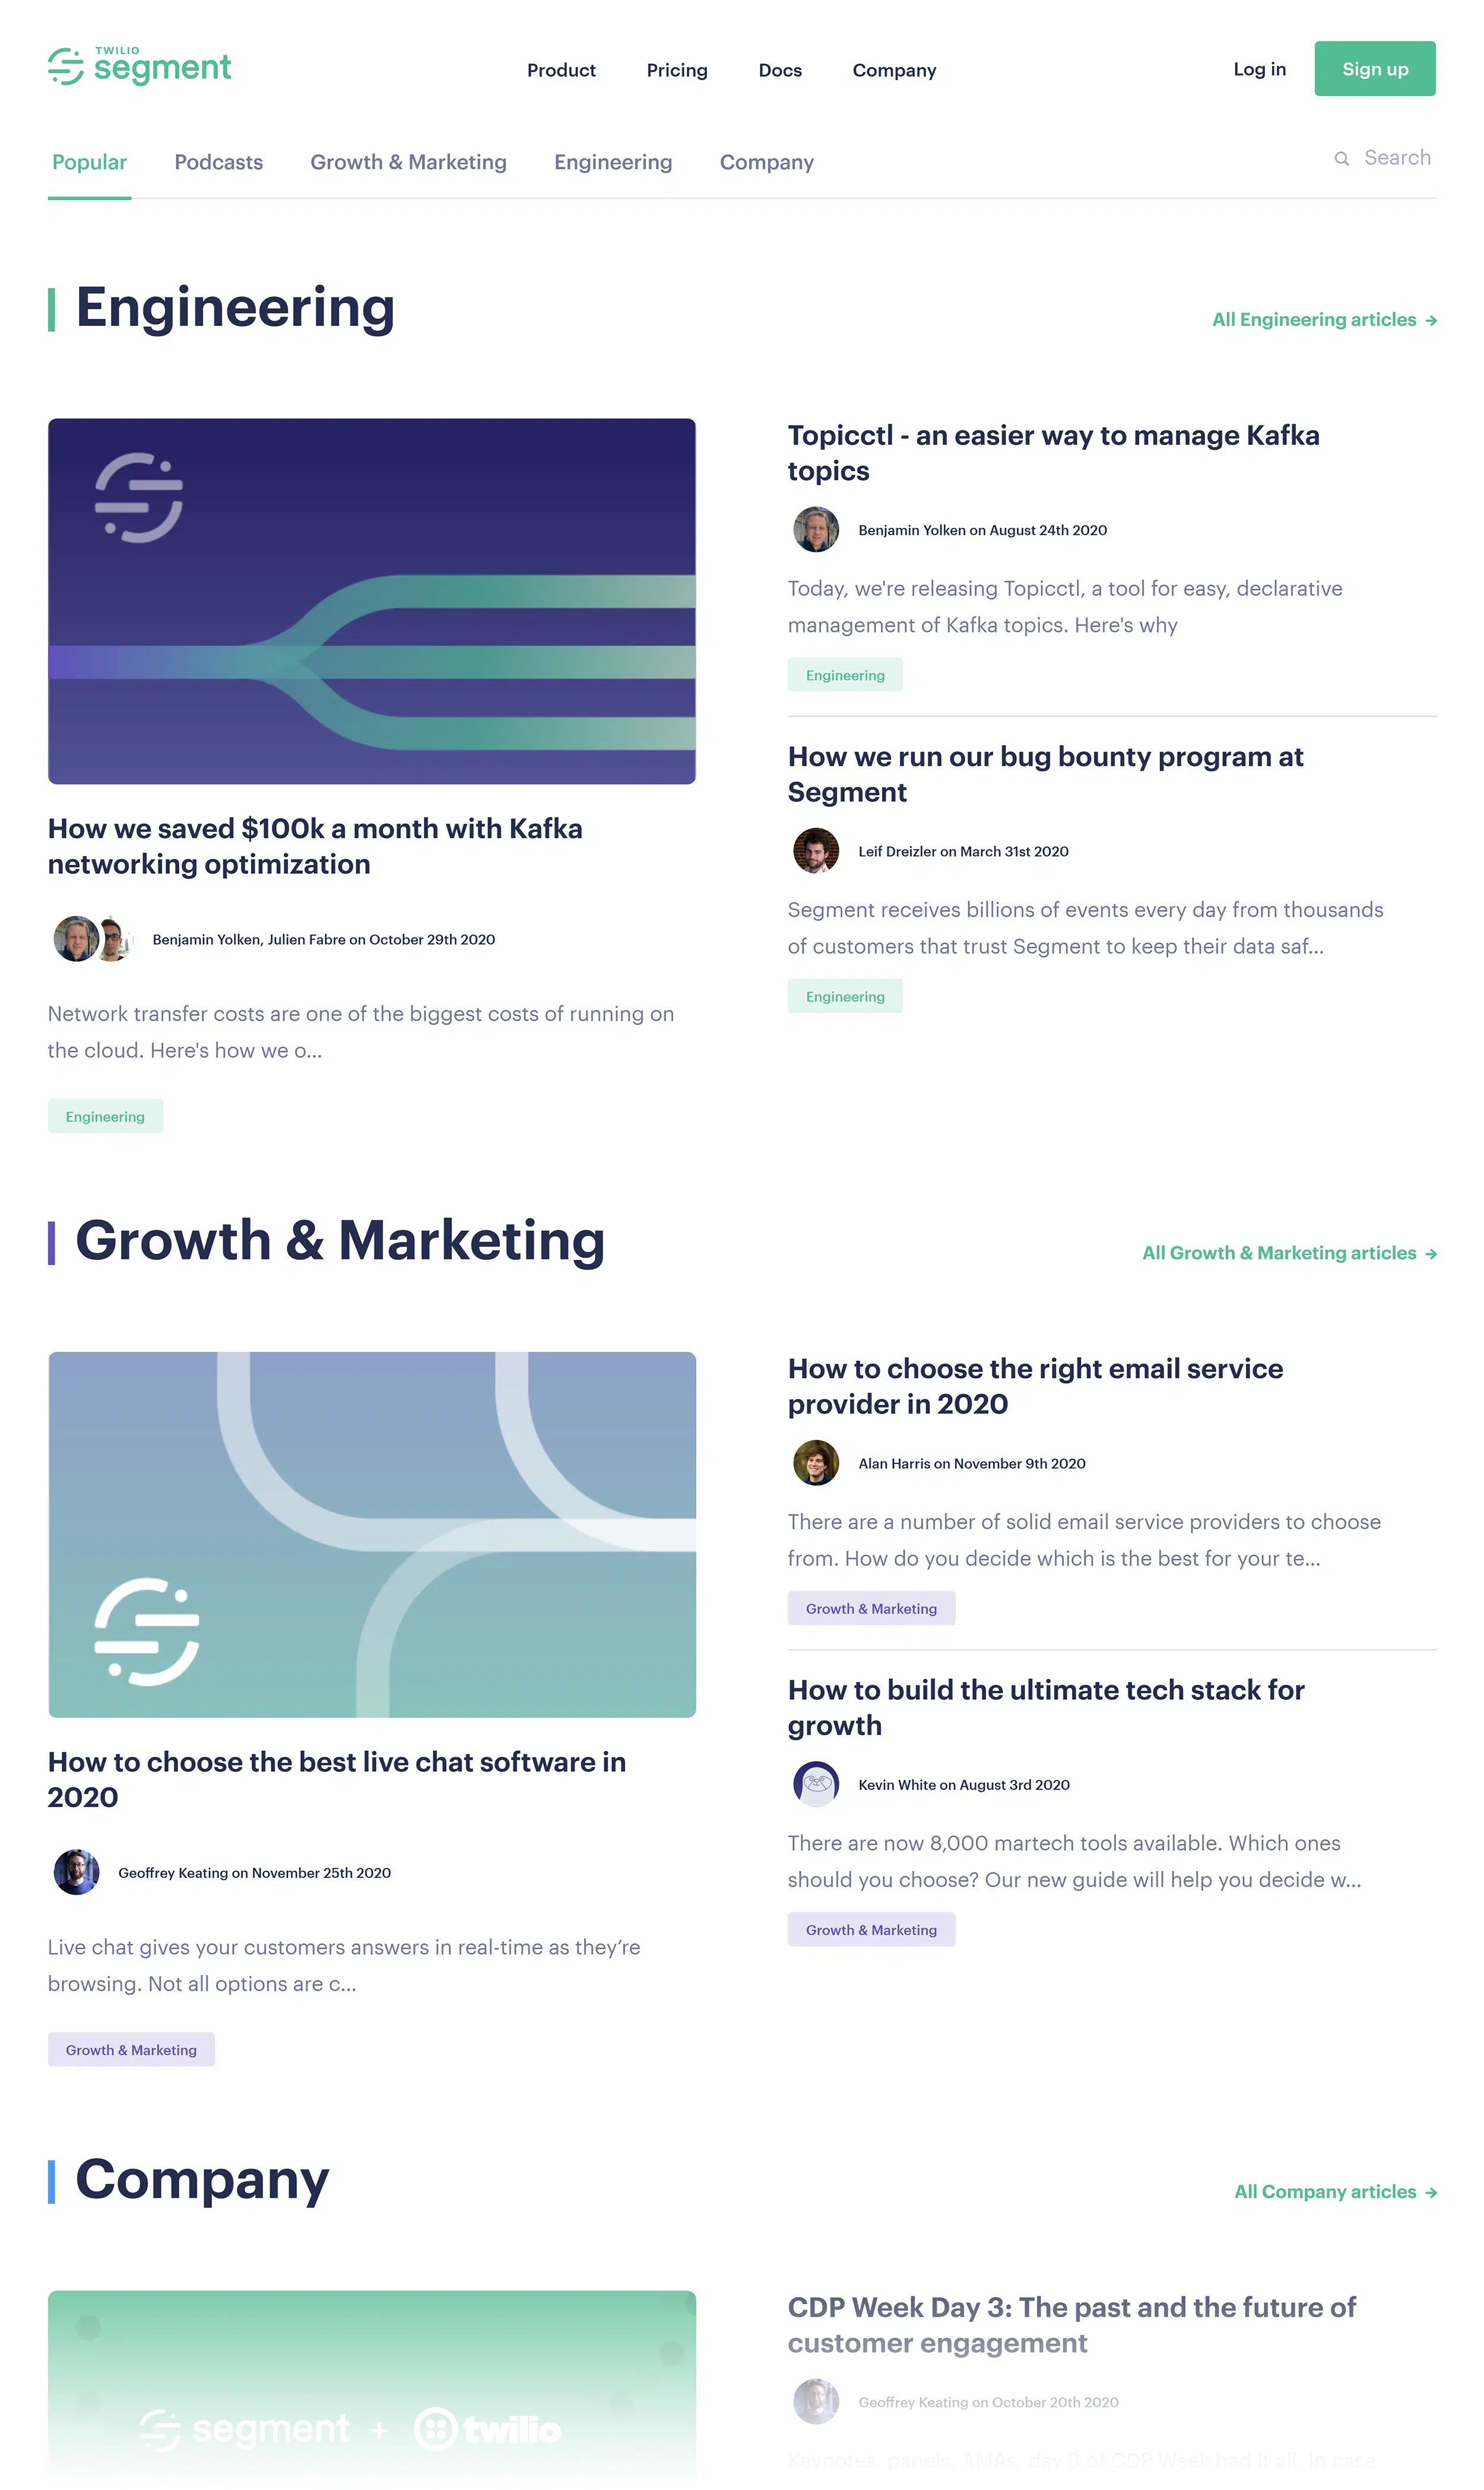 TWILIO
segment
Product Pricing Docs Company
Log in Sign up
Popular Podcasts Growth & Marketing Engineering Company
Search
Engineering
All Engineering articles →
How we saved $100k a month with Kafka
networking optimization
Benjamin Yolken, Julien Fabre on October 29th 2020
Network transfer costs are one of the biggest costs of running on
the cloud. Here's how we o...
Engineering
Topicctl - an easier way to manage Kafka
topics
Benjamin Yolken on August 24th 2020
Today, we're releasing Topicctl, a tool for easy, declarative
management of Kafka topics. Here's why
Engineering
How we run our bug bounty program at
Segment
Leif Dreizler on March 31st 2020
Segment receives billions of events every day from thousands
of customers that trust Segment to keep their data saf...
Engineering
Growth & Marketing
All Growth & Marketing articles →
How to choose the best live chat software in
2020
Geoffrey Keating on November 25th 2020
Live chat gives your customers answers in real-time as they’re
browsing. Not all options are c...
Growth & Marketing
How to choose the right email service
provider in 2020
Alan Harris on November 9th 2020
There are a number of solid email service providers to choose
from. How do you decide which is the best for your te...
Growth & Marketing
How to build the ultimate tech stack for
growth
Kevin White on August 3rd 2020
There are now 8,000 martech tools available. Which ones
should you choose? Our new guide will help you decide w...
Growth & Marketing
Company
All Company articles →
segment + twilio
CDP Week Day 3: The past and the future of
customer engagement
Geoffrey Keating on October 20th 2020
Keynotes, panels, AMAs, day 3 of CDP Week had it all. In case